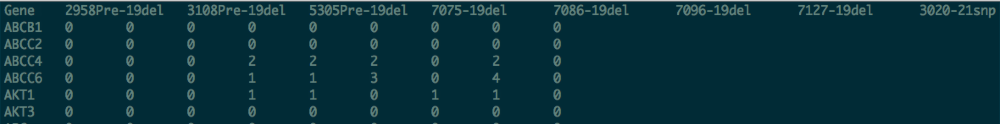 Gene 2958Pre-19del 3108Pre-19del 5305Pre-19del 7075-19del 7086-19del 7096-19del 7127-19del 3020-21snp
ABCB1 0 0 0 0 0 0 0 0 0
ABCC2 0 0 0 0 0 0 0 0 0
ABCC4 0 0 0 2 2 2 0 2 0
ABCC6 0 0 0 1 1 3 0 4 0
AKT1 0 0 0 1 1 0 1 1 0
AKT3 0 0 0 0 0 0 0 0 0